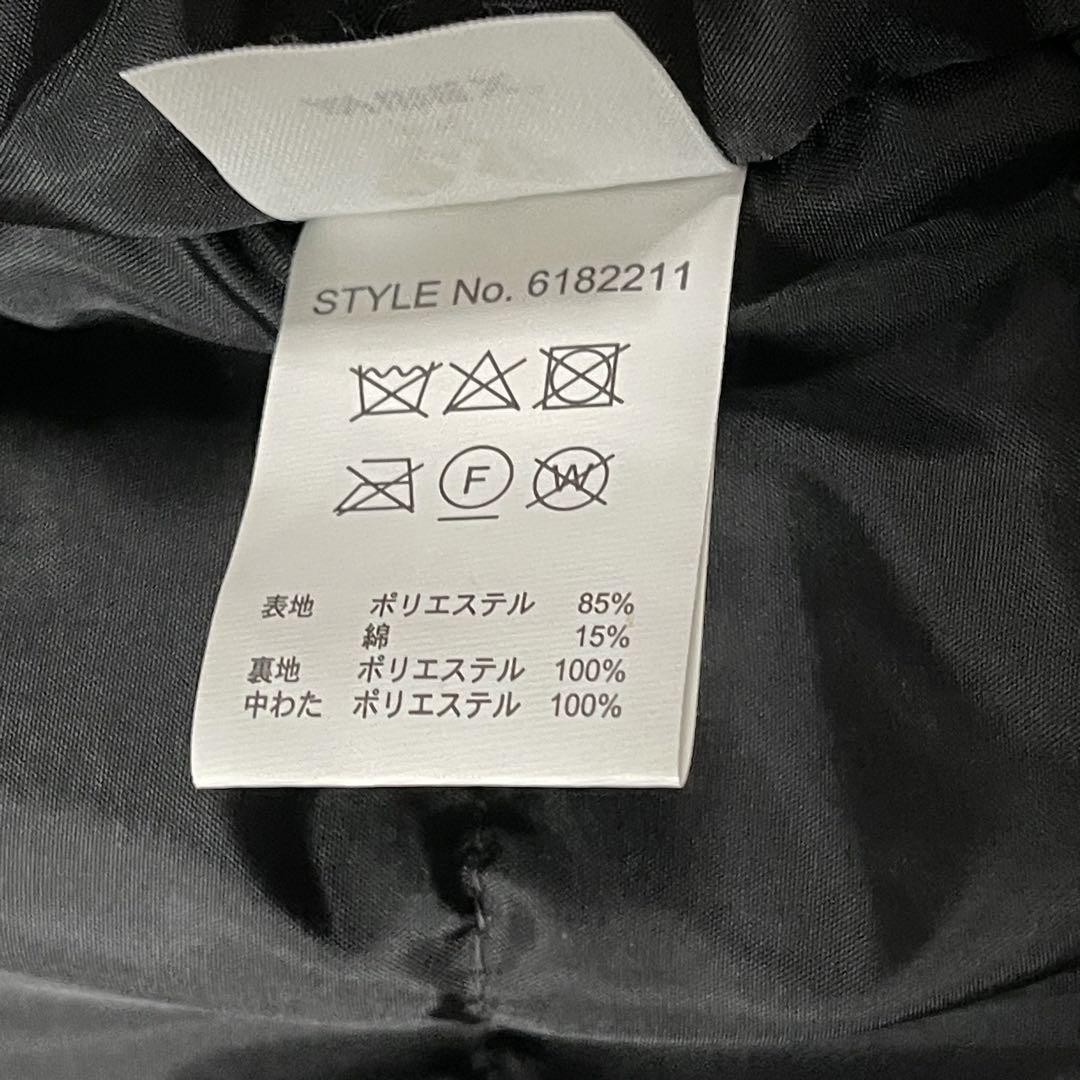 STYLE No. 6182211
F W
表地 ポリエステル 85%
綿 15%
裏地 ポリエステル 100%
中わた ポリエステル 100%